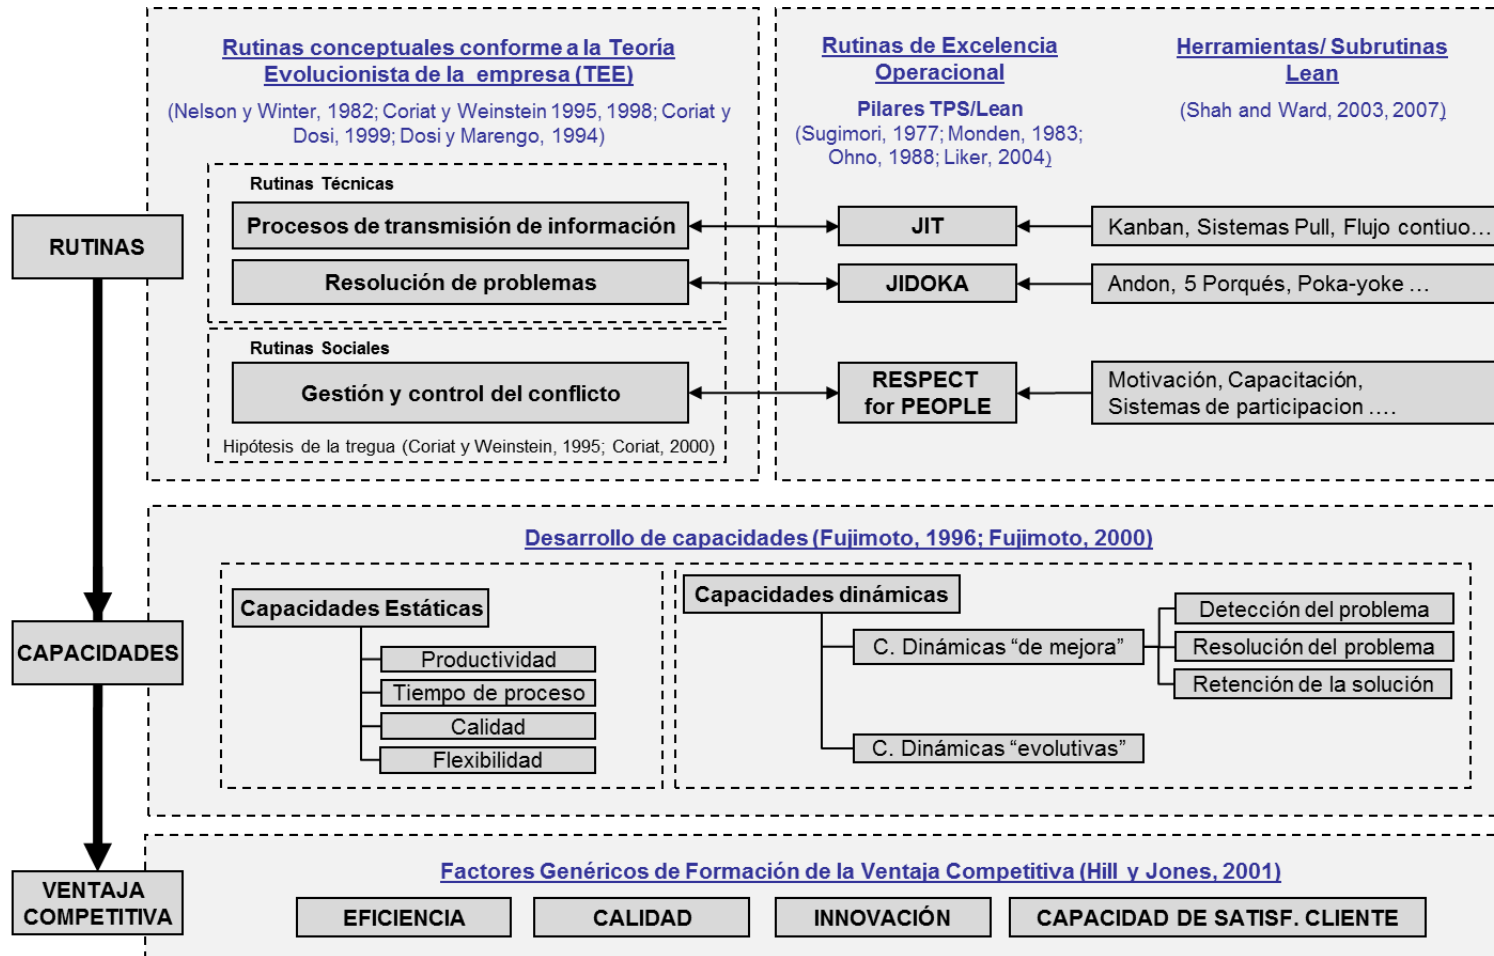 Rutinas conceptuales conforme a la Teoría
Evolucionista de la empresa (TEE)
(Nelson y Winter, 1982; Coriat y Weinstein 1995, 1998; Coriat y
Dosi, 1999; Dosi y Marengo, 1994)
Rutinas de Excelencia
Operacional
Pilares TPS/Lean
(Sugimori, 1977; Monden, 1983;
Ohno, 1988; Liker, 2004)
Herramientas/ Subrutinas
Lean
(Shah and Ward, 2003, 2007)
RUTINAS
Rutinas Técnicas
Procesos de transmisión de información
JIT
Kanban, Sistemas Pull, Flujo contiuo…
Resolución de problemas
JIDOKA
Andon, 5 Porqués, Poka-yoke …
Rutinas Sociales
Gestión y control del conflicto
RESPECT
for PEOPLE
Motivación, Capacitación,
Sistemas de participacion ….
Hipótesis de la tregua (Coriat y Weinstein, 1995; Coriat, 2000)
Desarrollo de capacidades (Fujimoto, 1996; Fujimoto, 2000)
CAPACIDADES
Capacidades Estáticas
Productividad
Tiempo de proceso
Calidad
Flexibilidad
Capacidades dinámicas
C. Dinámicas “de mejora”
Detección del problema
Resolución del problema
Retención de la solución
C. Dinámicas “evolutivas”
VENTAJA
COMPETITIVA
Factores Genéricos de Formación de la Ventaja Competitiva (Hill y Jones, 2001)
EFICIENCIA
CALIDAD
INNOVACIÓN
CAPACIDAD DE SATISF. CLIENTE